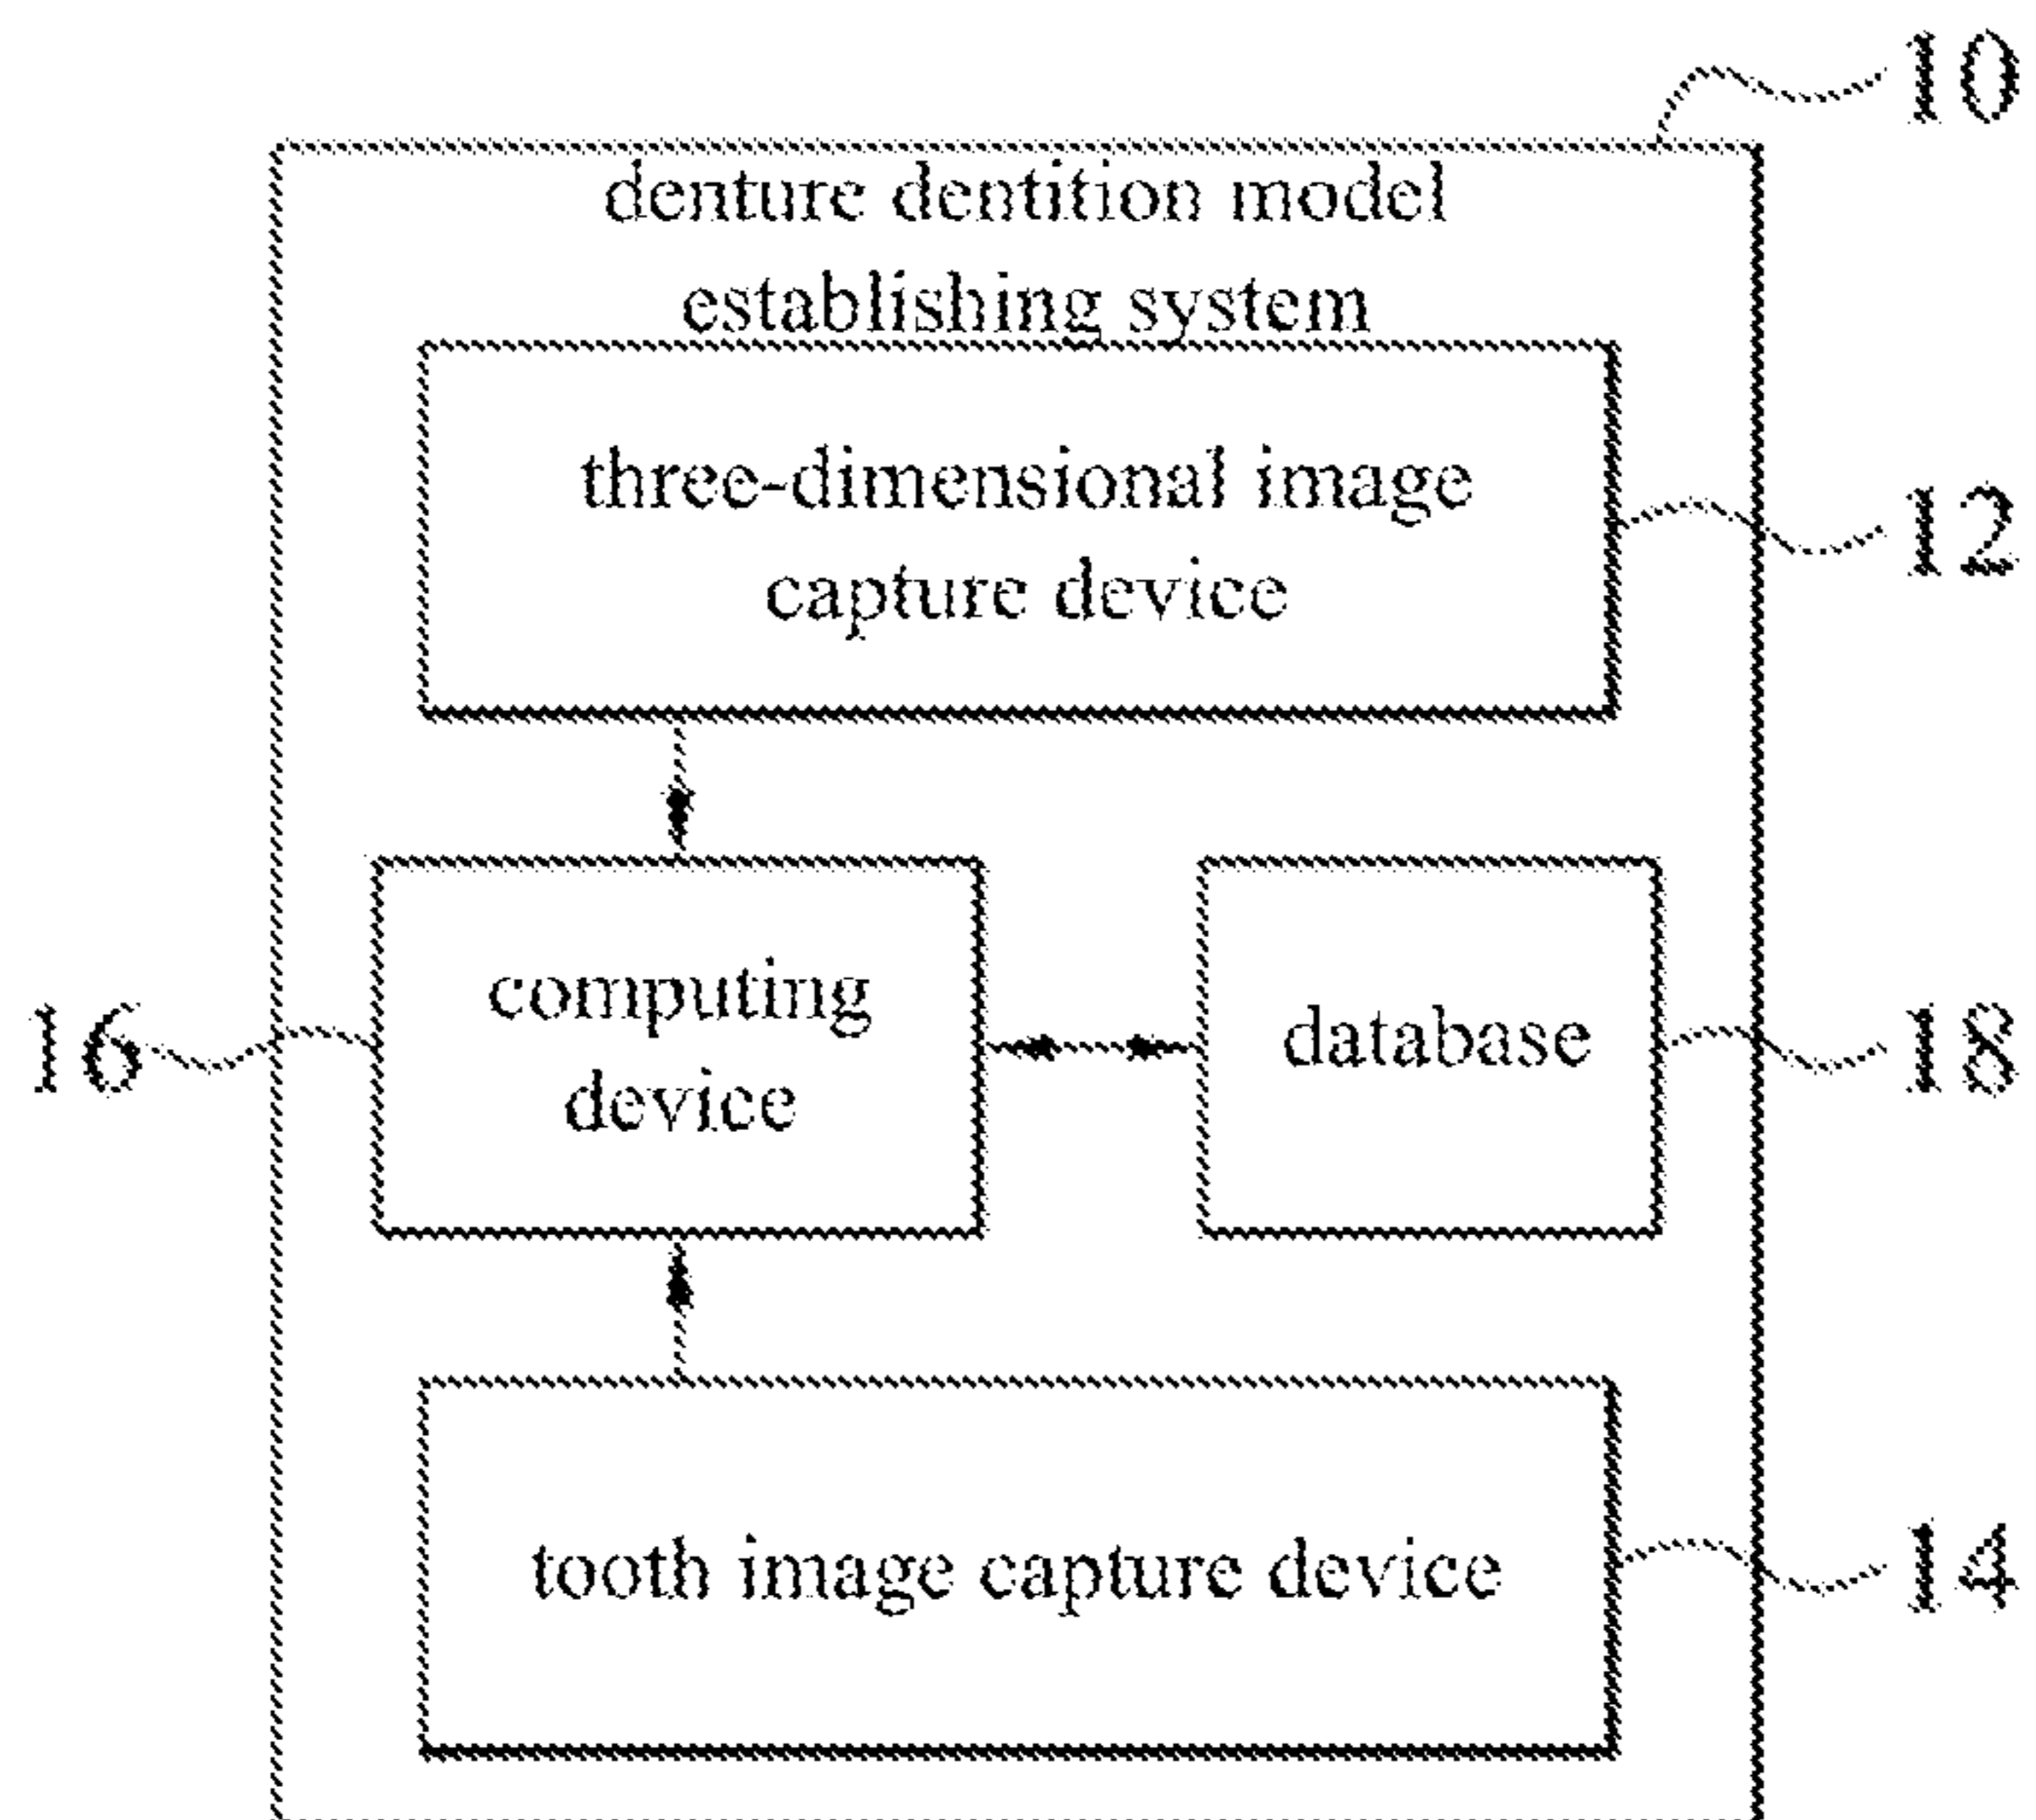 10
denture dentition model
establishing system
three-dimensional image
capture device
12
computing
device
16
database
18
tooth image capture device
14